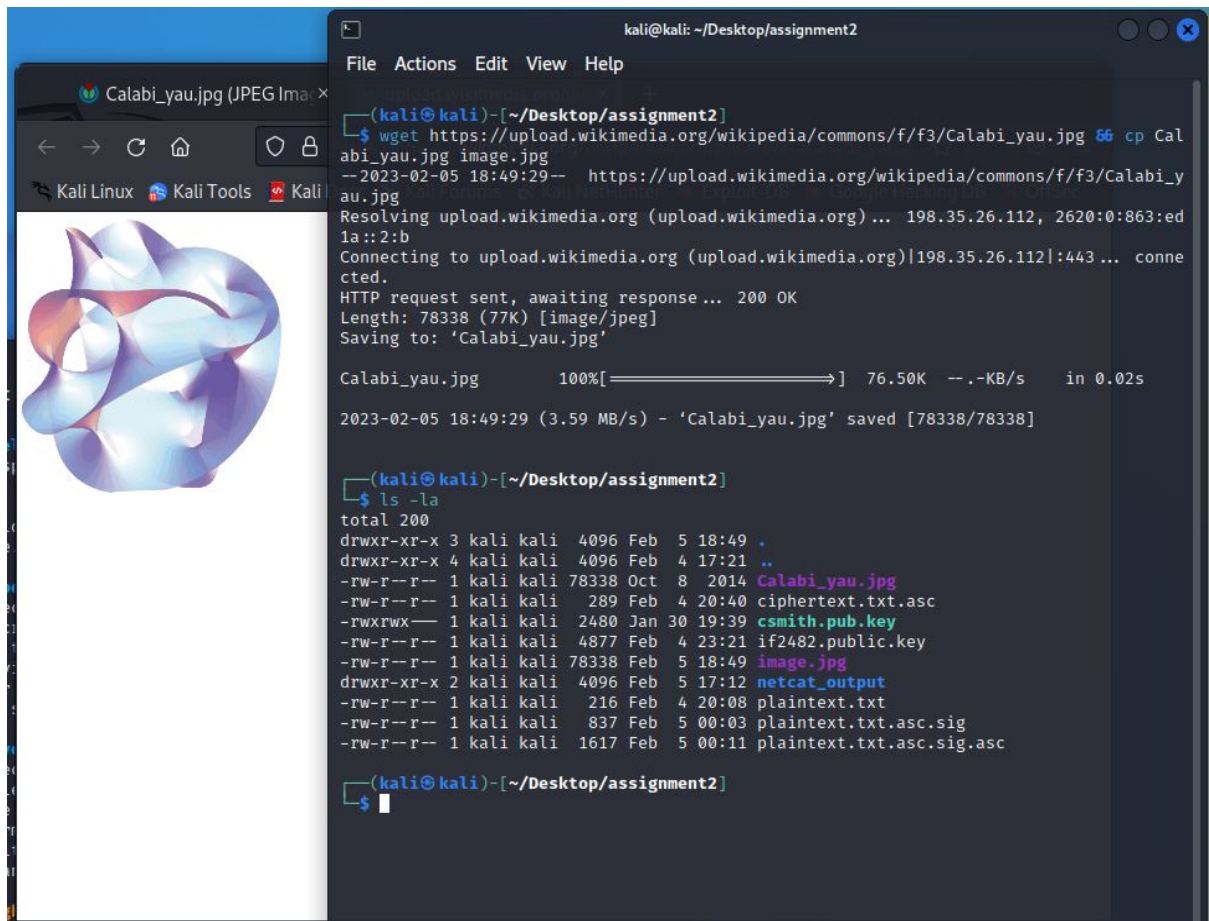 kali@kali: ~/Desktop/assignment2
File Actions Edit View Help
Calabi_yau.jpg (JPEG Imag
Kali Linux Kali Tools Kali
┌──(kali㉿kali)-[~/Desktop/assignment2]
└─$ wget https://upload.wikimedia.org/wikipedia/commons/f/f3/Calabi_yau.jpg && cp Cal
abi_yau.jpg image.jpg
--2023-02-05 18:49:29-- https://upload.wikimedia.org/wikipedia/commons/f/f3/Calabi_y
au.jpg
Resolving upload.wikimedia.org (upload.wikimedia.org)... 198.35.26.112, 2620:0:863:ed
1a::2:b
Connecting to upload.wikimedia.org (upload.wikimedia.org)|198.35.26.112|:443... conne
cted.
HTTP request sent, awaiting response... 200 OK
Length: 78338 (77K) [image/jpeg]
Saving to: ‘Calabi_yau.jpg’
Calabi_yau.jpg 100%[===================>] 76.50K --.-KB/s in 0.02s
2023-02-05 18:49:29 (3.59 MB/s) - ‘Calabi_yau.jpg’ saved [78338/78338]
┌──(kali㉿kali)-[~/Desktop/assignment2]
└─$ ls -la
total 200
drwxr-xr-x 3 kali kali 4096 Feb 5 18:49 .
drwxr-xr-x 4 kali kali 4096 Feb 4 17:21 ..
-rw-r--r-- 1 kali kali 78338 Oct 8 2014 Calabi_yau.jpg
-rw-r--r-- 1 kali kali 289 Feb 4 20:40 ciphertext.txt.asc
-rwxrwx--- 1 kali kali 2480 Jan 30 19:39 csmith.pub.key
-rw-r--r-- 1 kali kali 4877 Feb 4 23:21 if2482.public.key
-rw-r--r-- 1 kali kali 78338 Feb 5 18:49 image.jpg
drwxr-xr-x 2 kali kali 4096 Feb 5 17:12 netcat_output
-rw-r--r-- 1 kali kali 216 Feb 4 20:08 plaintext.txt
-rw-r--r-- 1 kali kali 837 Feb 5 00:03 plaintext.txt.asc.sig
-rw-r--r-- 1 kali kali 1617 Feb 5 00:11 plaintext.txt.asc.sig.asc
┌──(kali㉿kali)-[~/Desktop/assignment2]
└─$